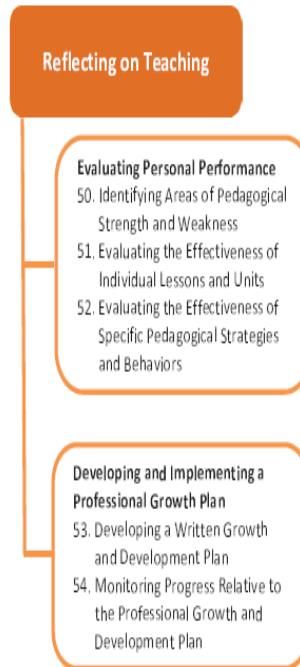 Reflecting on Teaching
Evaluating Personal Performance
50. Identifying Areas of Pedagogical
Strength and Weakness
51. Evaluating the Effectiveness of
Individual Lessons and Units
52. Evaluating the Effectiveness of
Specific Pedagogical Strategies
and Behaviors
Developing and Implementing a
Professional Growth Plan
53. Developing a Written Growth
and Development Plan
54. Monitoring Progress Relative to
the Professional Growth and
Development Plan